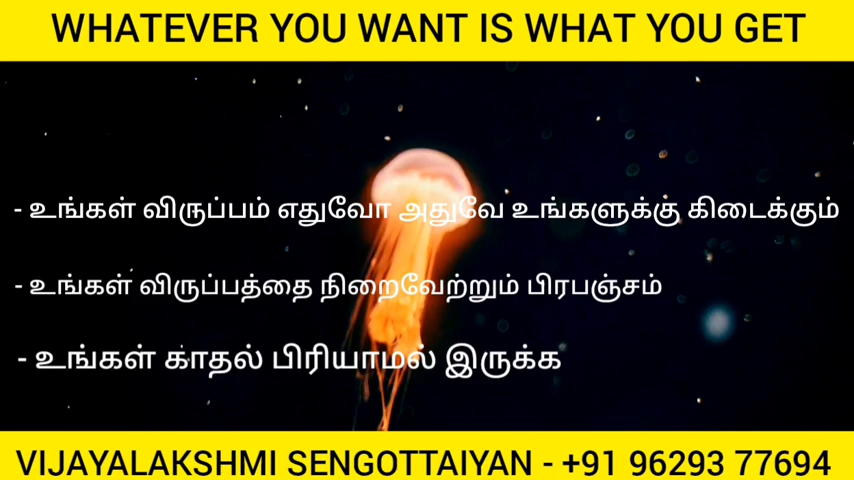 WHATEVER YOU WANT IS WHAT YOU GET
- உங்கள் விருப்பம் எதுவோ அதுவே உங்களுக்கு கிடைக்கும்
- உங்கள் விருப்பத்தை நிறைவேற்றும் பிரபஞ்சம்
- உங்கள் காதல் பிரியாமல் இருக்க
VIJAYALAKSHMI SENGOTTAIYAN - +91 96293 77694